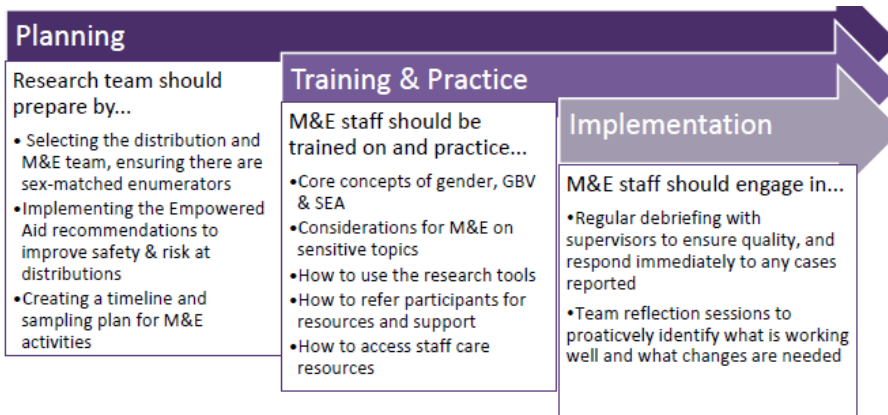 Planning
Research team should
prepare by...
• Selecting the distribution and
M&E team, ensuring there are
sex-matched enumerators
•Implementing the Empowered
Aid recommendations to
improve safety & risk at
distributions
•Creating a timeline and
sampling plan for M&E
activities
Training & Practice
M&E staff should be
trained on and practice...
•Core concepts of gender, GBV
& SEA
•Considerations for M&E on
sensitive topics
•How to use the research tools
•How to refer participants for
resources and support
•How to access staff care
resources
Implementation
M&E staff should engage in...
•Regular debriefing with
supervisors to ensure quality, and
respond immediately to any cases
reported
•Team reflection sessions to
proaticvely identify what is working
well and what changes are needed